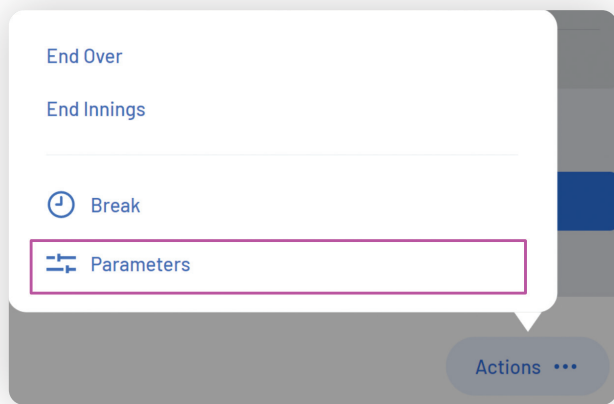 End Over
End Innings
Break
Parameters
Actions